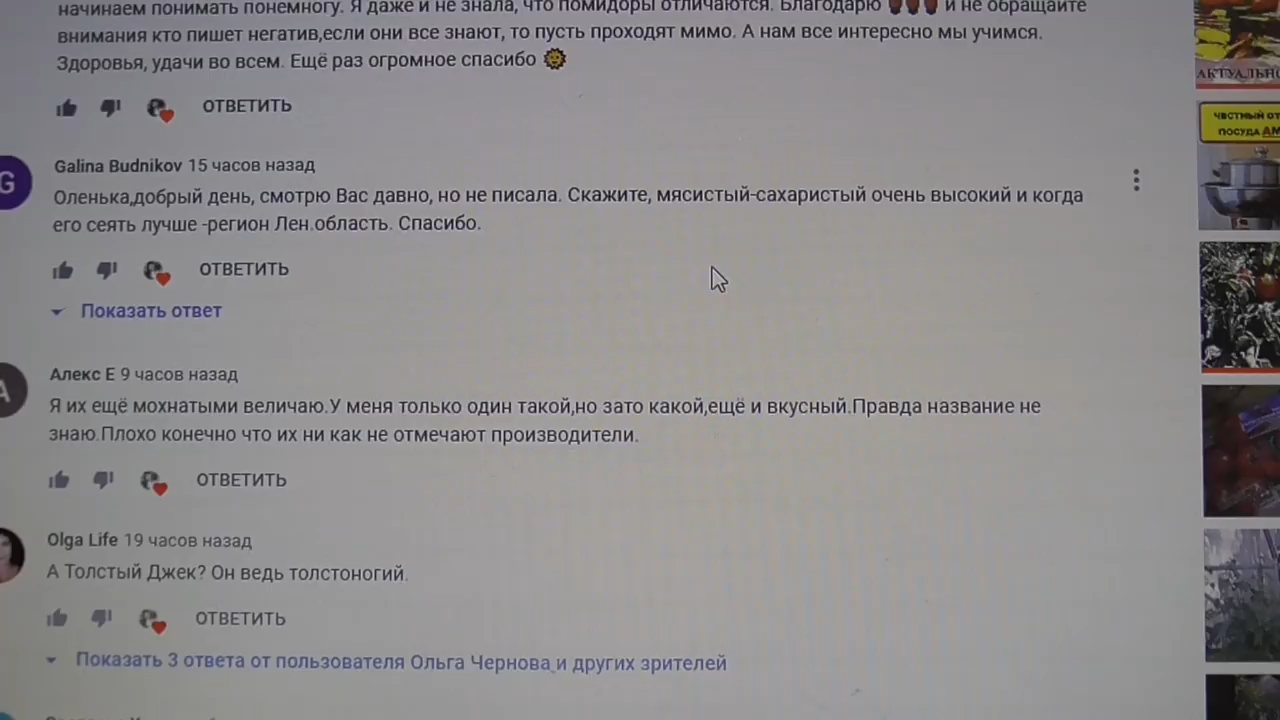 начинаем понимать понемногу. Я даже и не знала, что помидоры отличаются. Благодарю и не обращайте
внимания кто пишет негатив,если они все знают, то пусть проходят мимо. А нам все интересно мы учимся.
Здоровья, удачи во всем. Ещё раз огромное спасибо
ОТВЕТИТЬ
G
Galina Budnikov 15 часов назад
Оленька,добрый день, смотрю Вас давно, но не писала. Скажите, мясистый-сахаристый очень высокий и когда
его сеять лучше -регион Лен.область. Спасибо.
ОТВЕТИТЬ
Показать ответ
А
Алекс Е 9 часов назад
Я их ещё мохнатыми величаю.У меня только один такой,но зато какой,ещё и вкусный.Правда название не
знаю.Плохо конечно что их ни как не отмечают производители.
ОТВЕТИТЬ
Olga Life 19 часов назад
А Толстый Джек? Он ведь толстоногий.
ОТВЕТИТЬ
Показать 3 ответа от пользователя Ольга Чернова и других зрителей
АКТУАЛЬНО
ЧЕСТНЫЙ ОТ
ПОСУДА AM